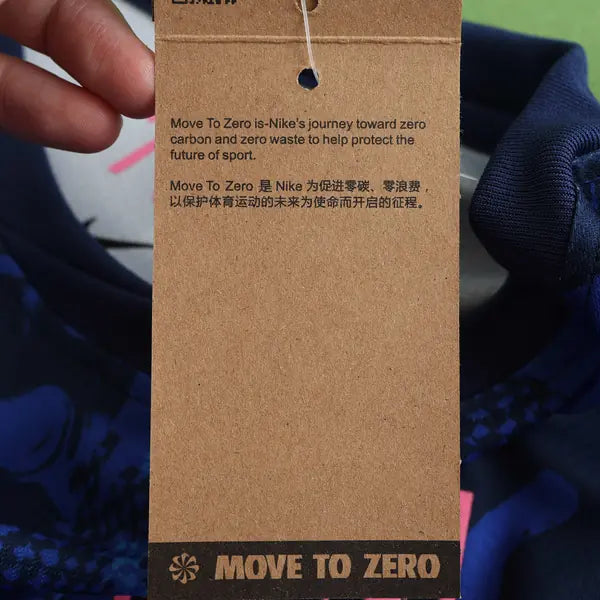 Move To Zero is-Nike's journey toward zero
carbon and zero waste to help protect the
future of sport.
Move To Zero 是 Nike 为促进零碳、零浪费，
以保护体育运动的未来为使命而开启的征程。
MOVE TO ZERO